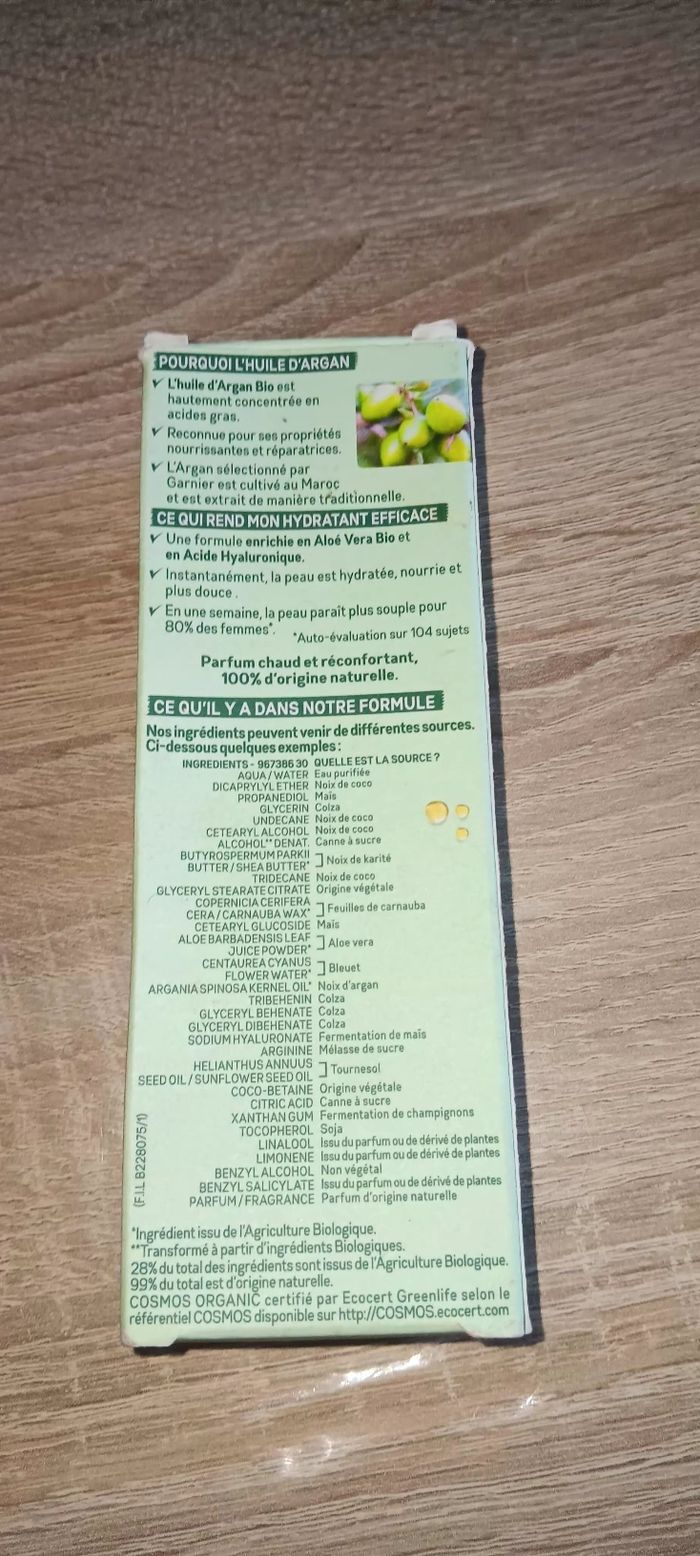 POURQUOI L'HUILE D'ARGAN
L'huile d'Argan Bio est
hautement concentrée en
acides gras.
Reconnue pour ses propriétés
nourrissantes et réparatrices.
L'Argan sélectionné par
Garnier est cultivé au Maroc
et est extrait de manière traditionnelle.
CE QUI REND MON HYDRATANT EFFICACE
Une formule enrichie en Aloé Vera Bio et
en Acide Hyaluronique.
Instantanément, la peau est hydratée, nourrie et
plus douce.
En une semaine, la peau paraît plus souple pour
80% des femmes*.
*Auto-évaluation sur 104 sujets
Parfum chaud et réconfortant,
100% d'origine naturelle.
CE QU'IL Y A DANS NOTRE FORMULE
Nos ingrédients peuvent venir de différentes sources.
Ci-dessous quelques exemples :
INGREDIENTS - 967386 30 QUELLE EST LA SOURCE ?
AQUA / WATER Eau purifiée
DICAPRYLYL ETHER Noix de coco
PROPANEDIOL Maïs
GLYCERIN Colza
UNDECANE Noix de coco
CETEARYL ALCOHOL Noix de coco
ALCOHOL** DENAT. Canne à sucre
BUTYROSPERMUM PARKII
BUTTER / SHEA BUTTER* Noix de karité
TRIDECANE Noix de coco
GLYCERYL STEARATE CITRATE Origine végétale
COPERNICIA CERIFERA
CERA / CARNAUBA WAX* Feuilles de carnauba
CETEARYL GLUCOSIDE Maïs
ALOE BARBADENSIS LEAF
JUICE POWDER* Aloe vera
CENTAUREA CYANUS
FLOWER WATER* Bleuet
ARGANIA SPINOSA KERNEL OIL* Noix d'argan
TRIBEHENIN Colza
GLYCERYL BEHENATE Colza
GLYCERYL DIBEHENATE Colza
SODIUM HYALURONATE Fermentation de maïs
ARGININE Mélasse de sucre
HELIANTHUS ANNUUS
SEED OIL / SUNFLOWER SEED OIL Tournesol
COCO-BETAINE Origine végétale
CITRIC ACID Canne à sucre
XANTHAN GUM Fermentation de champignons
TOCOPHEROL Soja
LINALOOL Issu du parfum ou de dérivé de plantes
LIMONENE Issu du parfum ou de dérivé de plantes
BENZYL ALCOHOL Non végétal
BENZYL SALICYLATE Issu du parfum ou de dérivé de plantes
PARFUM / FRAGRANCE Parfum d'origine naturelle
(F.I.L B228075/1)
*Ingrédient issu de l'Agriculture Biologique.
**Transformé à partir d'ingrédients Biologiques.
28% du total des ingrédients sont issus de l'Agriculture Biologique.
99% du total est d'origine naturelle.
COSMOS ORGANIC certifié par Ecocert Greenlife selon le
référentiel COSMOS disponible sur http://COSMOS.ecocert.com